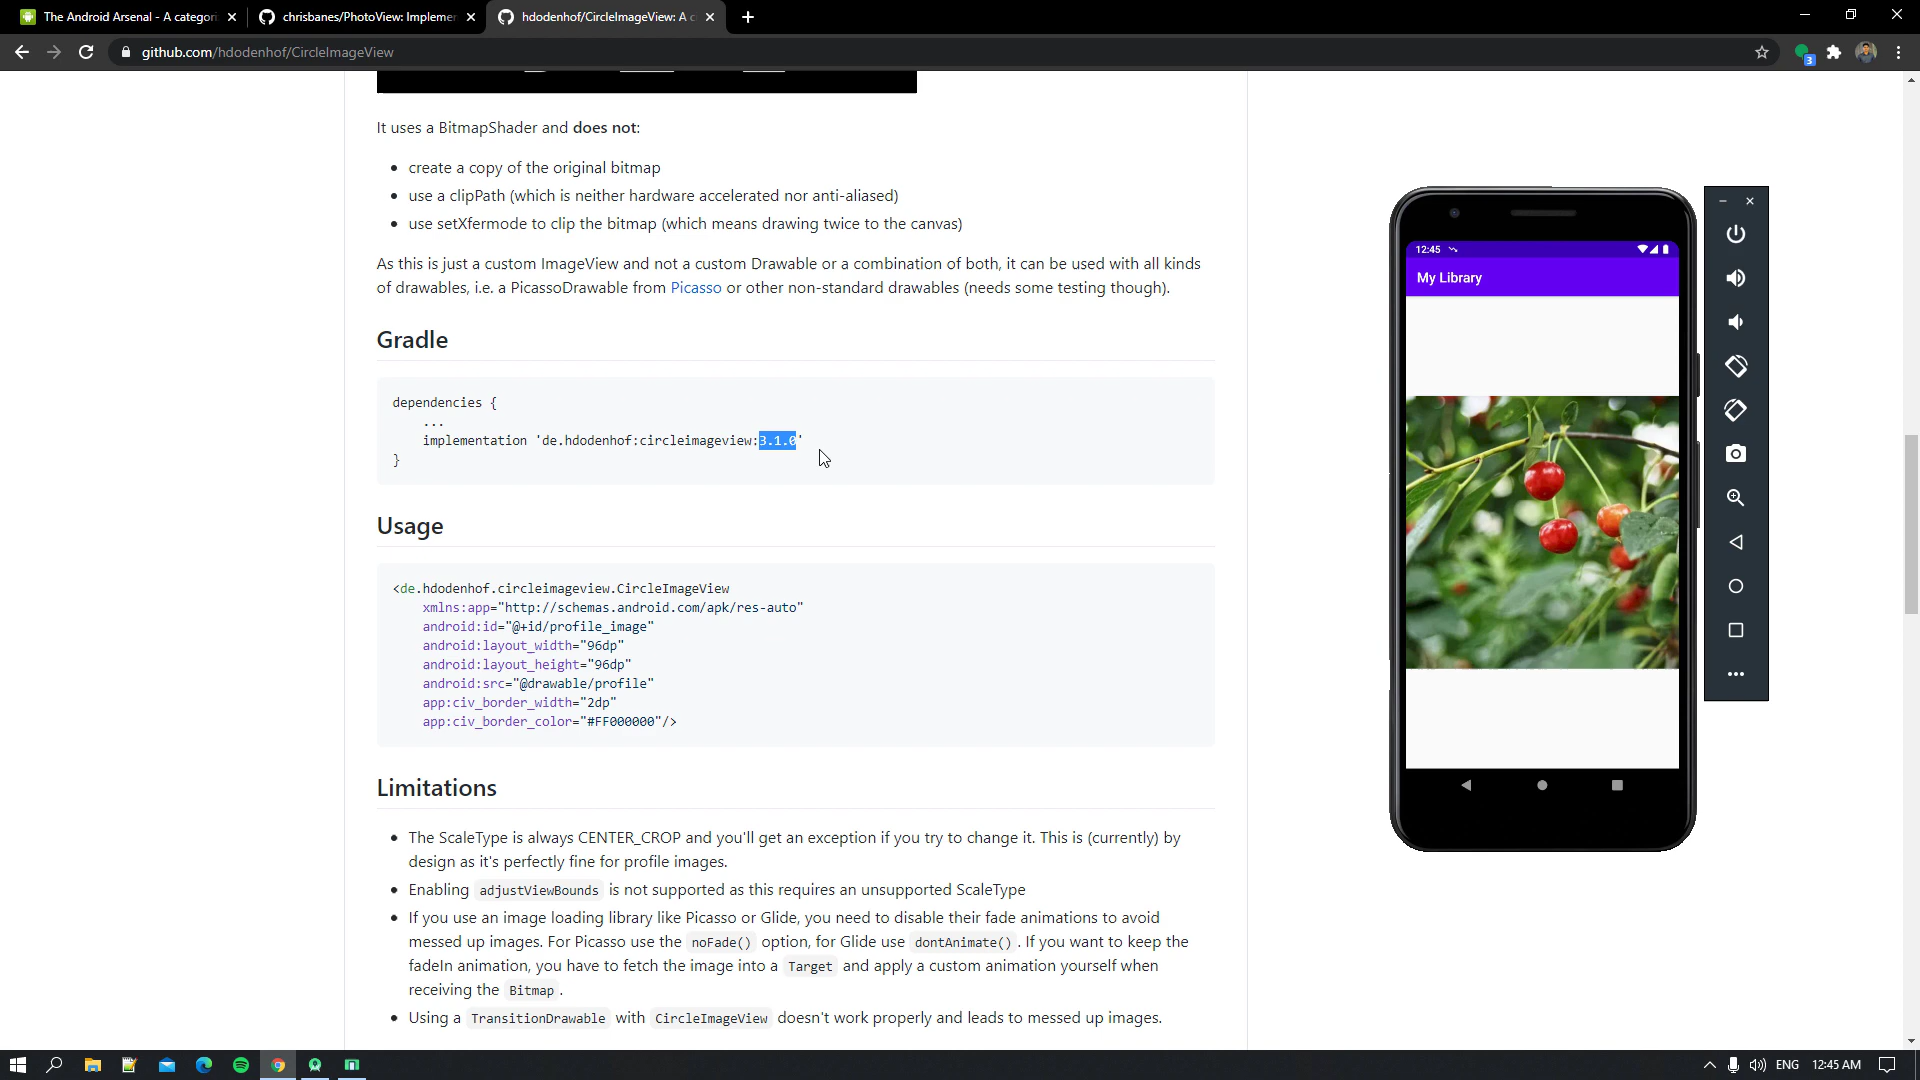 The Android Arsenal - A categori
chrisbanes/PhotoView: Implemen
hdodenhof/CircleImageView: A c
github.com/hdodenhof/CircleImageView
3
It uses a BitmapShader and does not:
• create a copy of the original bitmap
• use a clipPath (which is neither hardware accelerated nor anti-aliased)
• use setXfermode to clip the bitmap (which means drawing twice to the canvas)
As this is just a custom ImageView and not a custom Drawable or a combination of both, it can be used with all kinds
of drawables, i.e. a PicassoDrawable from Picasso or other non-standard drawables (needs some testing though).
Gradle
dependencies {
...
implementation 'de.hdodenhof:circleimageview:3.1.0'
}
Usage
<de.hdodenhof.circleimageview.CircleImageView
xmlns:app="http://schemas.android.com/apk/res-auto"
android:id="@+id/profile_image"
android:layout_width="96dp"
android:layout_height="96dp"
android:src="@drawable/profile"
app:civ_border_width="2dp"
app:civ_border_color="#FF000000"/>
Limitations
• The ScaleType is always CENTER_CROP and you'll get an exception if you try to change it. This is (currently) by
design as it's perfectly fine for profile images.
• Enabling adjustViewBounds is not supported as this requires an unsupported ScaleType
• If you use an image loading library like Picasso or Glide, you need to disable their fade animations to avoid
messed up images. For Picasso use the noFade() option, for Glide use dontAnimate() . If you want to keep the
fadeIn animation, you have to fetch the image into a Target and apply a custom animation yourself when
receiving the Bitmap .
• Using a TransitionDrawable with CircleImageView doesn't work properly and leads to messed up images.
12:45
My Library
ENG
12:45 AM